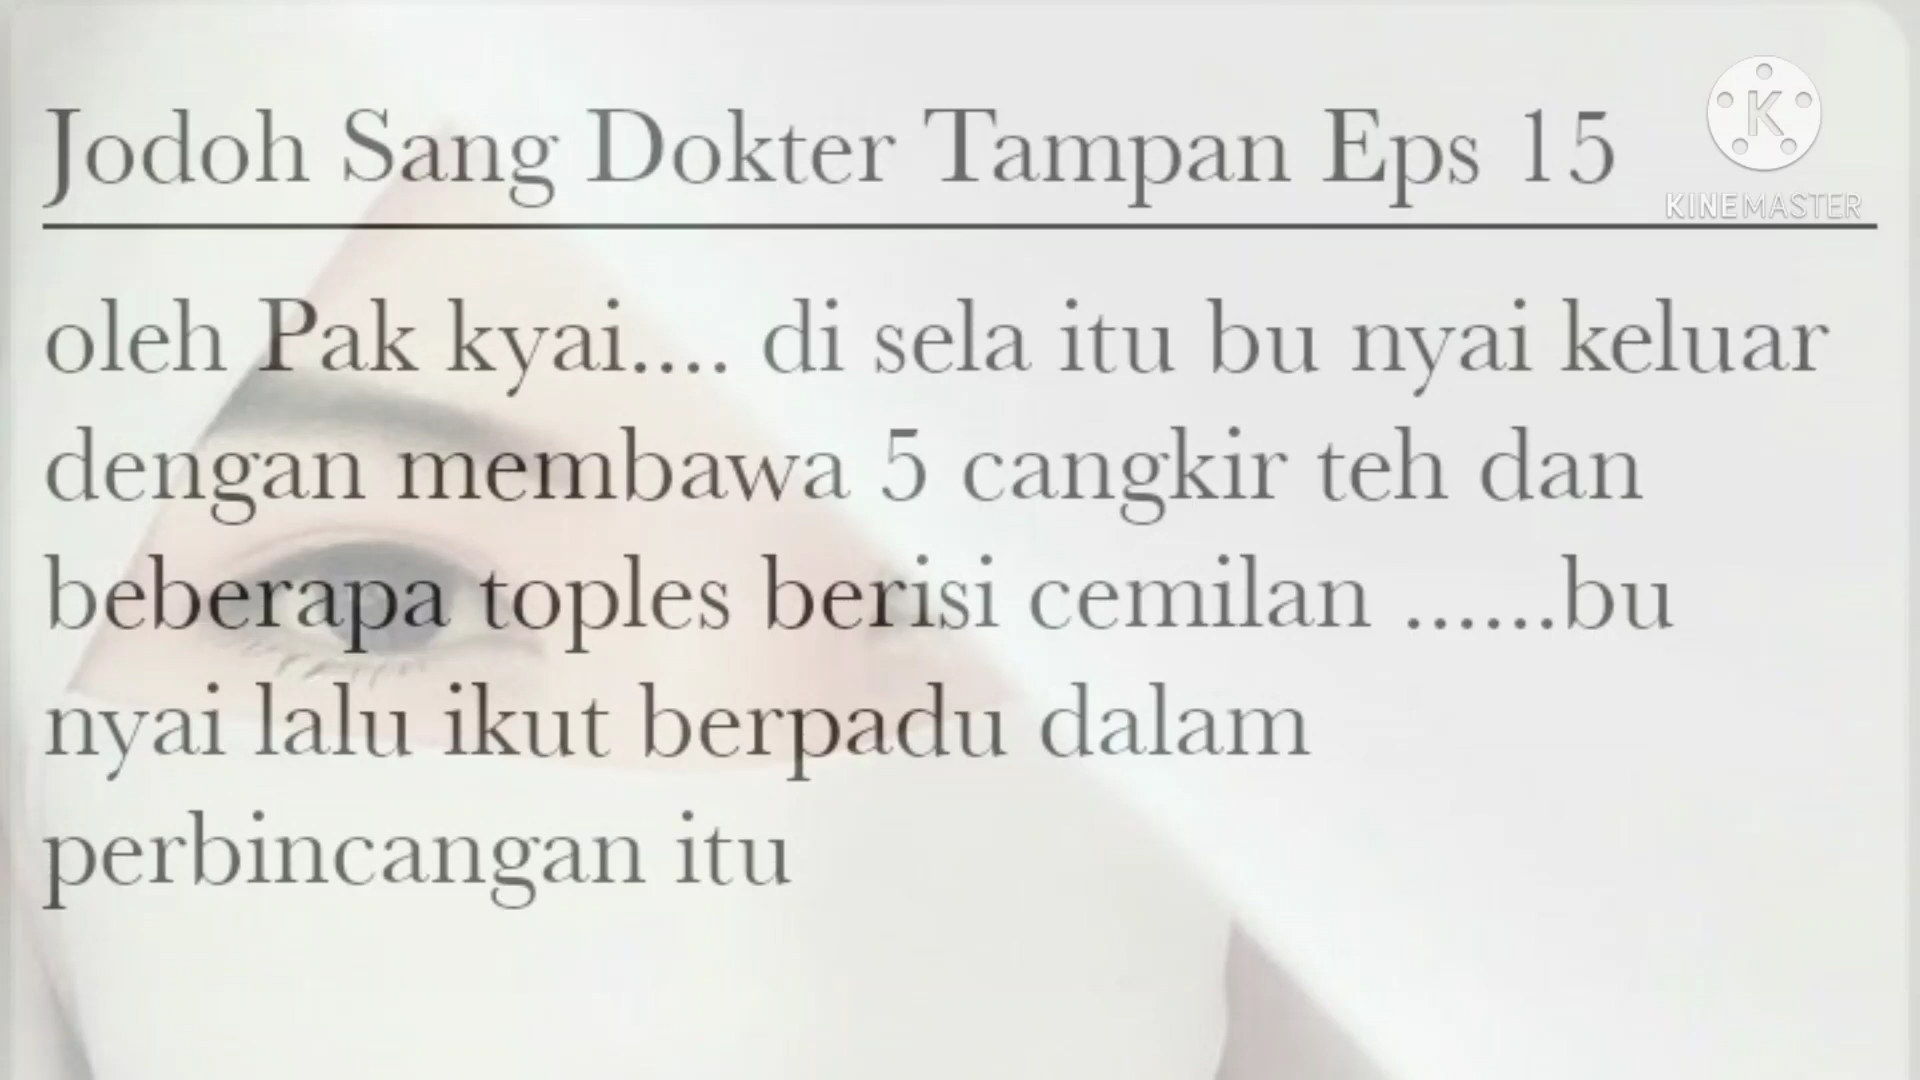 Jodoh Sang Dokter Tampan Eps 15
K
KINEMASTER
oleh Pak kyai.... di sela itu bu nyai keluar
dengan membawa 5 cangkir teh dan
beberapa toples berisi cemilan ......bu
nyai lalu ikut berpadu dalam
perbincangan itu